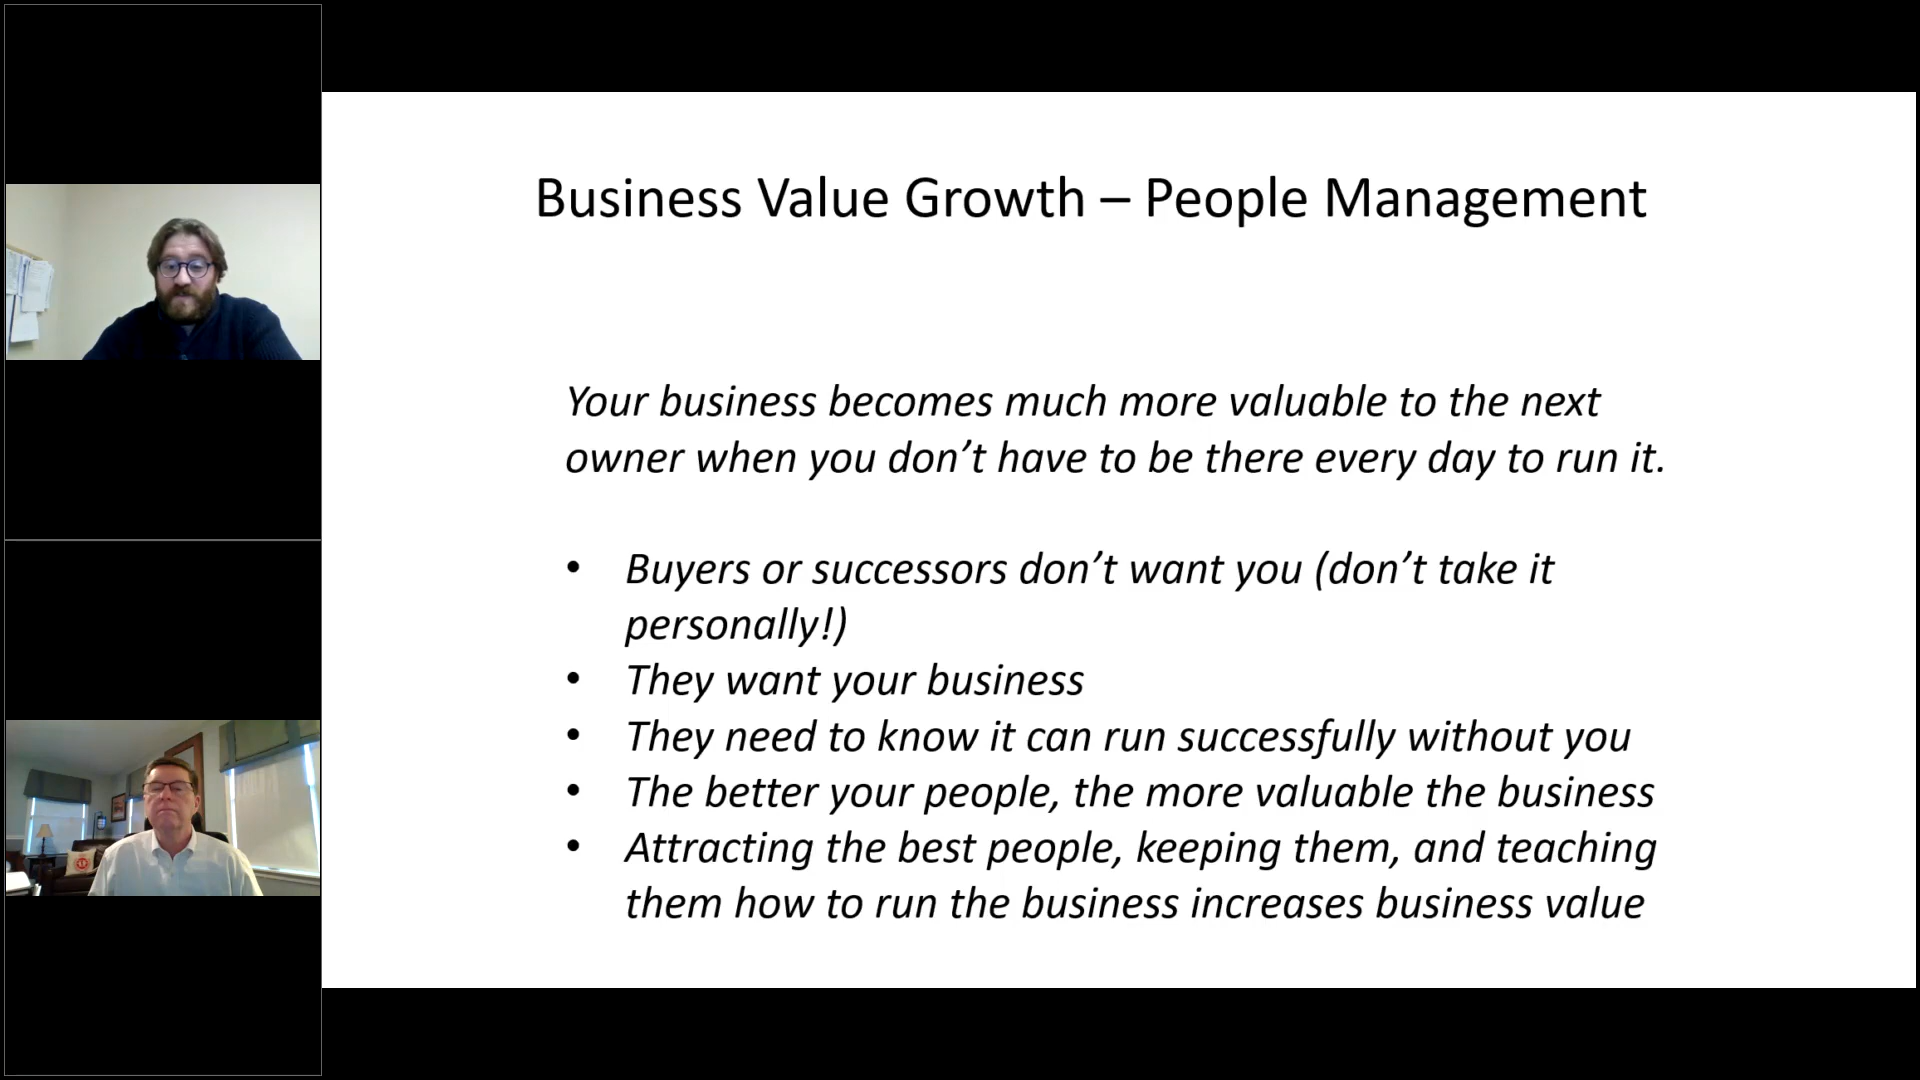 Business Value Growth – People Management
Your business becomes much more valuable to the next
owner when you don’t have to be there every day to run it.
• Buyers or successors don’t want you (don’t take it
personally!)
• They want your business
• They need to know it can run successfully without you
• The better your people, the more valuable the business
• Attracting the best people, keeping them, and teaching
them how to run the business increases business value